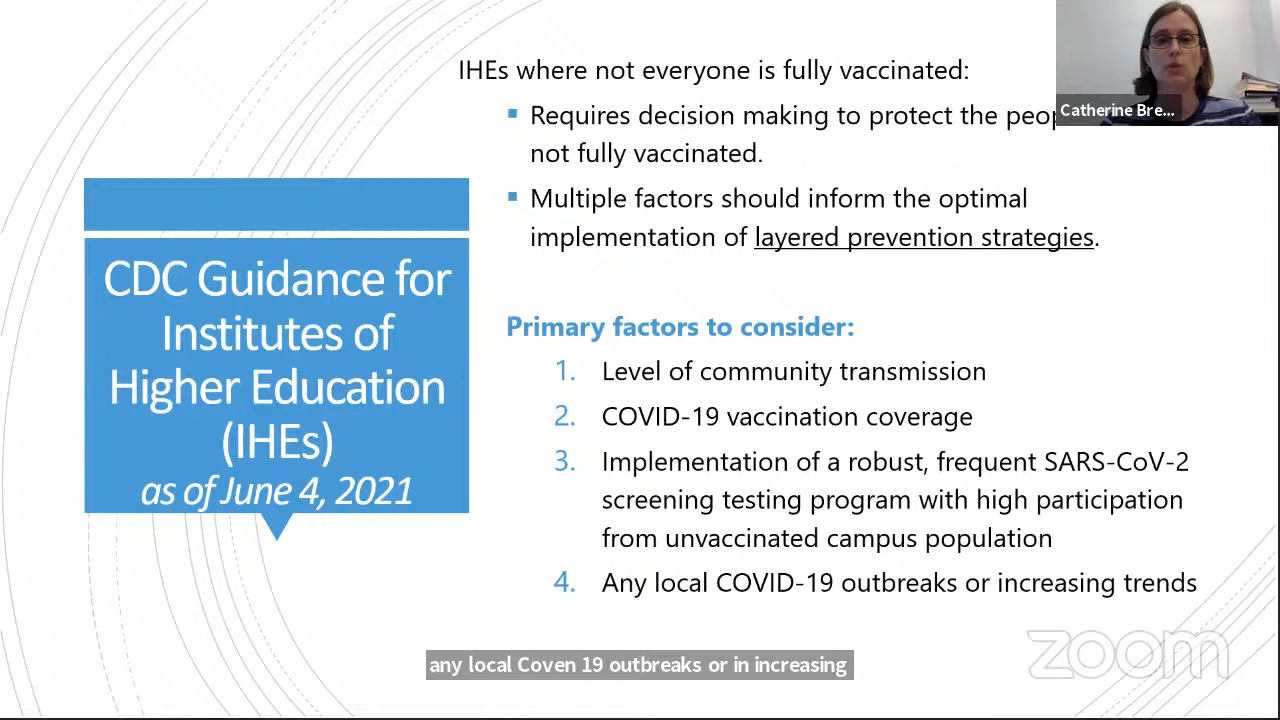 IHEs where not everyone is fully vaccinated:
Requires decision making to protect the
not fully vaccinated.
Multiple factors should inform the optimal
implementation of layered prevention strategies.
Catherine Bre...
CDC Guidance for
Institutes of
Higher Education
(IHEs)
as of June 4, 2021
Primary factors to consider:
1. Level of community transmission
2. COVID-19 vaccination coverage
3. Implementation of a robust, frequent SARS-CoV-2
screening testing program with high participation
from unvaccinated campus population
4. Any local COVID-19 outbreaks or increasing trends
any local Coven 19 outbreaks or in increasing
zoom